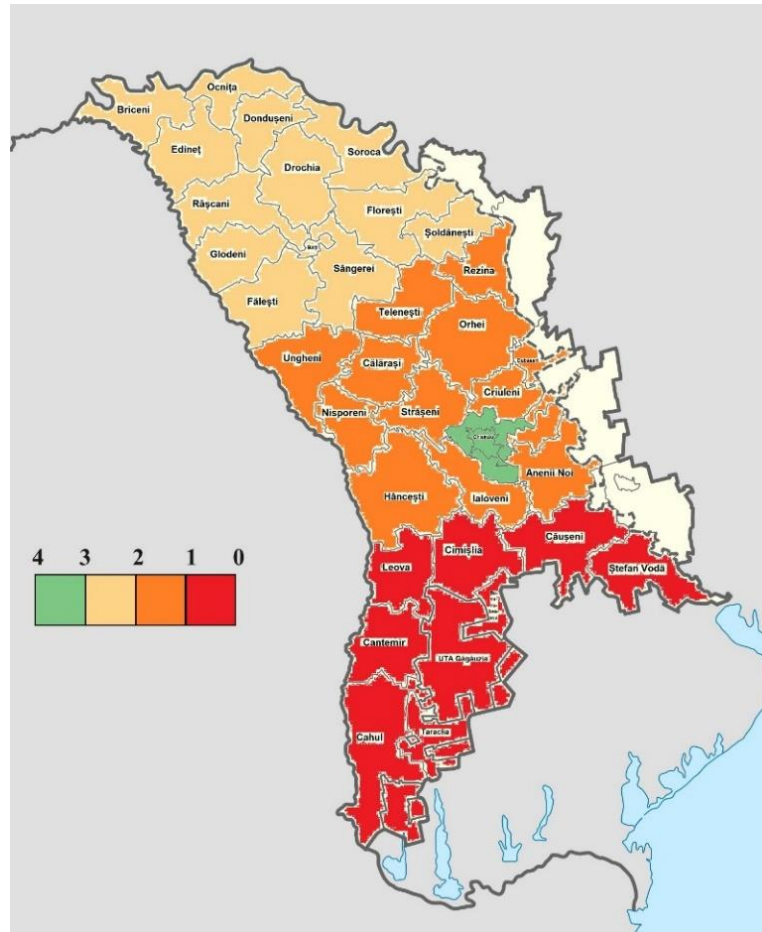 Ocnița
Briceni
Dondușeni
Edineț
Soroca
Drochia
Râșcani
Florești
Șoldănești
Glodeni
Sângerei
Rezina
Fălești
Telenești
Orhei
Ungheni
Călărași
Criuleni
Nisporeni
Strășeni
Anenii Noi
Hâncești
Ialoveni
Căușeni
4 3 2 1 0
Cimișlia
Leova
Ștefan Vodă
Cantemir
UTA Găgăuzia
Taraclia
Cahul